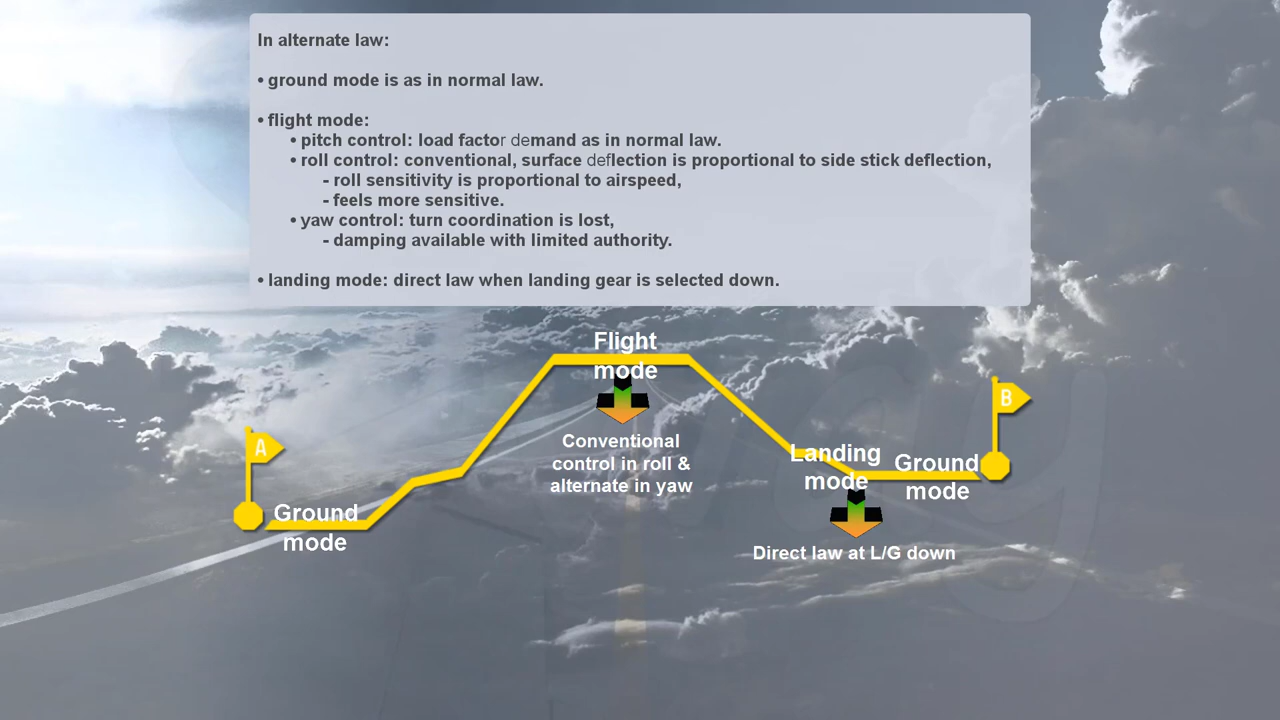 In alternate law:
• ground mode is as in normal law.
• flight mode:
• pitch control: load factor demand as in normal law.
• roll control: conventional, surface deflection is proportional to side stick deflection,
- roll sensitivity is proportional to airspeed,
- feels more sensitive.
• yaw control: turn coordination is lost,
- damping available with limited authority.
• landing mode: direct law when landing gear is selected down.
Flight
mode
Conventional
control in roll &
alternate in yaw
A
Ground
mode
Landing
mode
Direct law at L/G down
Ground
mode
B